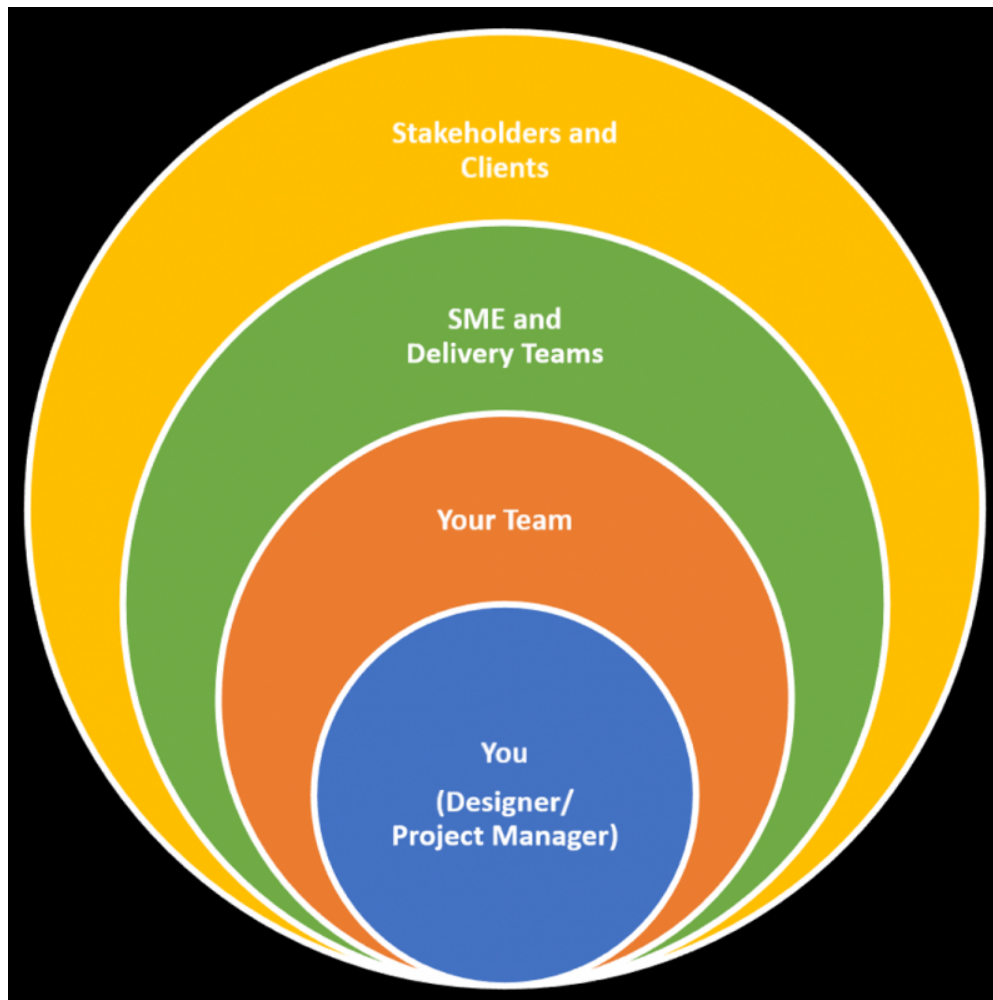 Stakeholders and
Clients
SME and
Delivery Teams
Your Team
You
(Designer/
Project Manager)